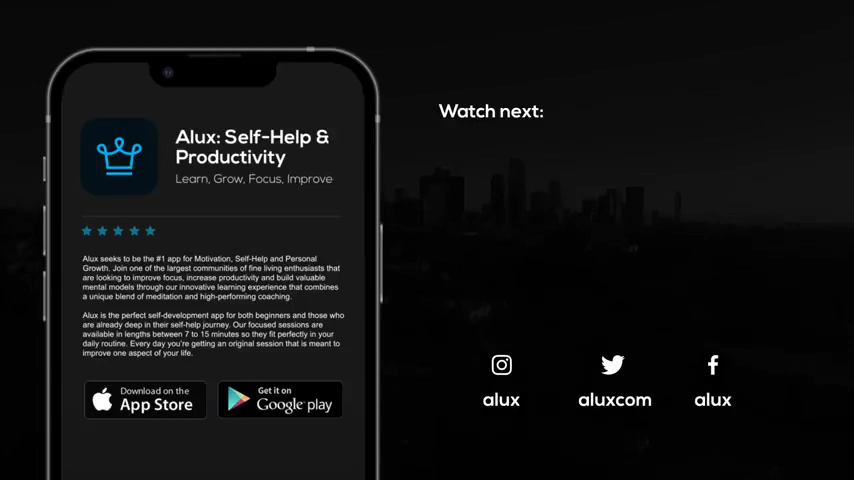 Alux: Self-Help &
Productivity
Learn, Grow, Focus, Improve
Alux seeks to be the #1 app for Motivation, Self-Help and Personal
Growth. Join one of the largest communities of fine living enthusiasts that
are looking to improve focus, increase productivity and build valuable
mental models through our innovative learning experience that combines
a unique blend of meditation and high-performing coaching.
Alux is the perfect self-development app for both beginners and those who
are already deep in their self-help journey. Our focused sessions are
available in lengths between 7 to 15 minutes so they fit perfectly in your
daily routine. Every day you're getting an original session that is meant to
improve one aspect of your life.
Download on the
App Store
Get it on
Google play
Watch next:
alux
aluxcom
alux